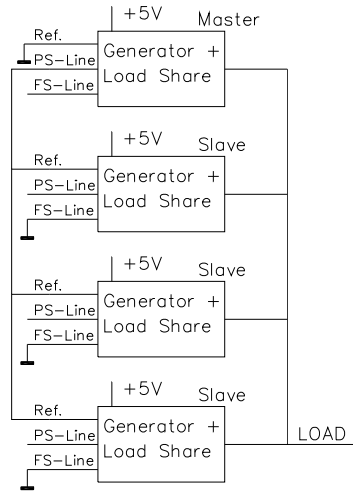 +5V Master
Ref.
PS-Line
FS-Line
Generator +
Load Share
+5V Slave
Ref.
PS-Line
FS-Line
Generator +
Load Share
+5V Slave
Ref.
PS-Line
FS-Line
Generator +
Load Share
+5V Slave
Ref.
PS-Line
FS-Line
Generator +
Load Share
LOAD